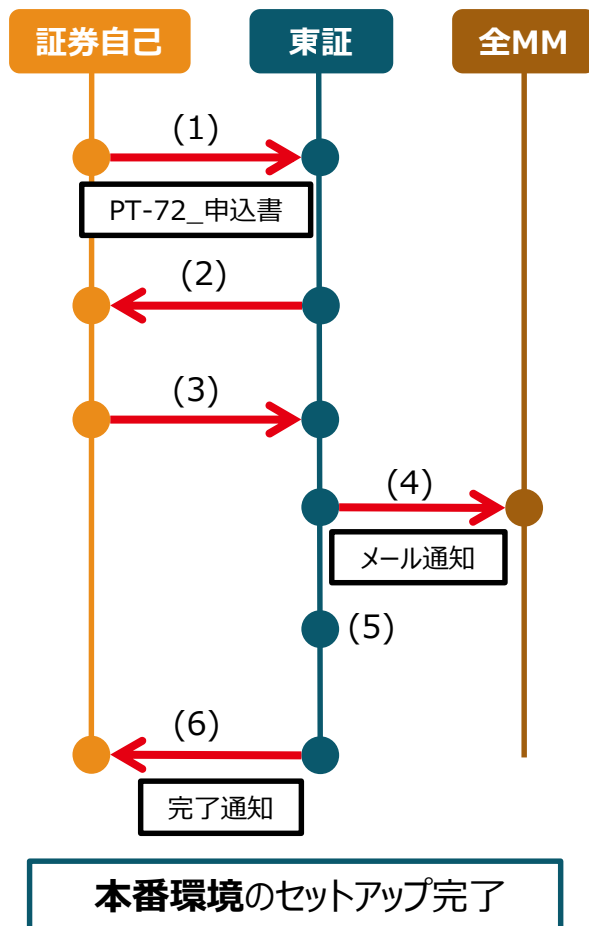 証券自己
東証
全MM
(1)
PT-72_申込書
(2)
(3)
(4)
メール通知
(5)
(6)
完了通知
本番環境のセットアップ完了